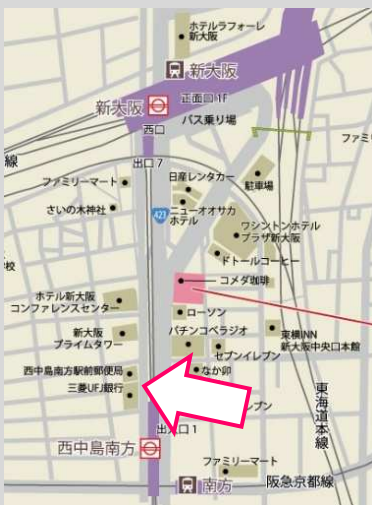 ホテルラフォーレ
新大阪
新大阪
新大阪
正面口 1F
バス乗り場
西口
出口 7
線
ファミ
ファミリーマート
日産レンタカー
駐車場
さいの木神社
423
ニューオオサカ
ホテル
ワシントンホテル
プラザ新大阪
学校
ドトールコーヒー
コメダ珈琲
ホテル新大阪
コンファレンスセンター
ローソン
新大阪
プライムタワー
パチンコベラジオ
東横INN
新大阪中央口本館
セブンイレブン
西中島南方駅前郵便局
なか卯
三菱UFJ銀行
東海道本線
ブン
出入口 1
西中島南方
ファミリーマート
南方
阪急京都線